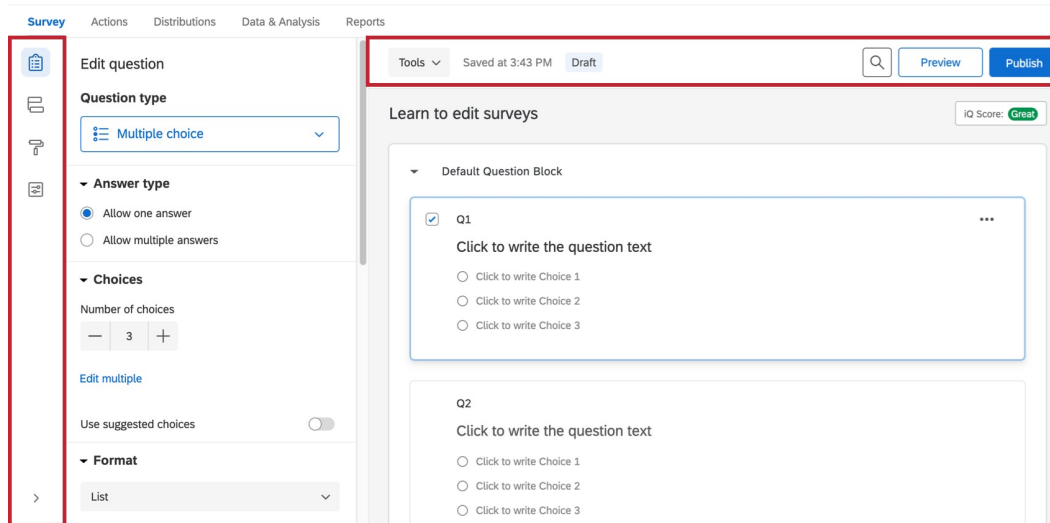 Survey Actions Distributions Data & Analysis Reports
Edit question
Question type
Multiple choice
Answer type
Allow one answer
Allow multiple answers
Choices
Number of choices
3
Edit multiple
Use suggested choices
Format
List
Tools Saved at 3:43 PM Draft Preview Publish
Learn to edit surveys iQ Score: Great
Default Question Block
Q1
Click to write the question text
Click to write Choice 1
Click to write Choice 2
Click to write Choice 3
Q2
Click to write the question text
Click to write Choice 1
Click to write Choice 2
Click to write Choice 3